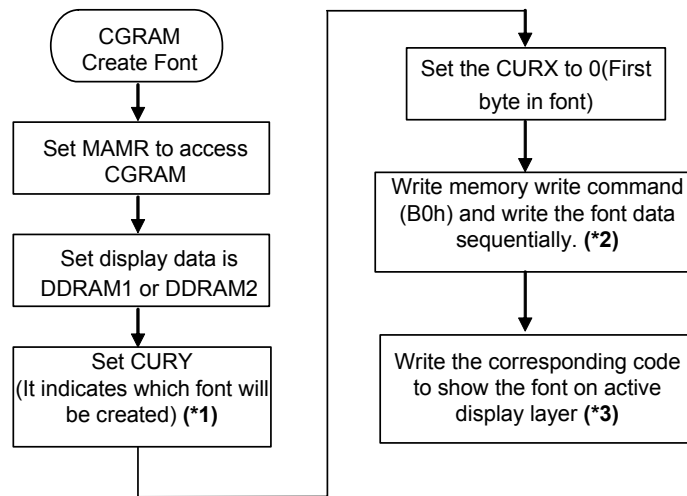 CGRAM
Create Font
Set MAMR to access
CGRAM
Set display data is
DDRAM1 or DDRAM2
Set CURY
(It indicates which font will
be created) (*1)
Set the CURX to 0(First
byte in font)
Write memory write command
(B0h) and write the font data
sequentially. (*2)
Write the corresponding code
to show the font on active
display layer (*3)